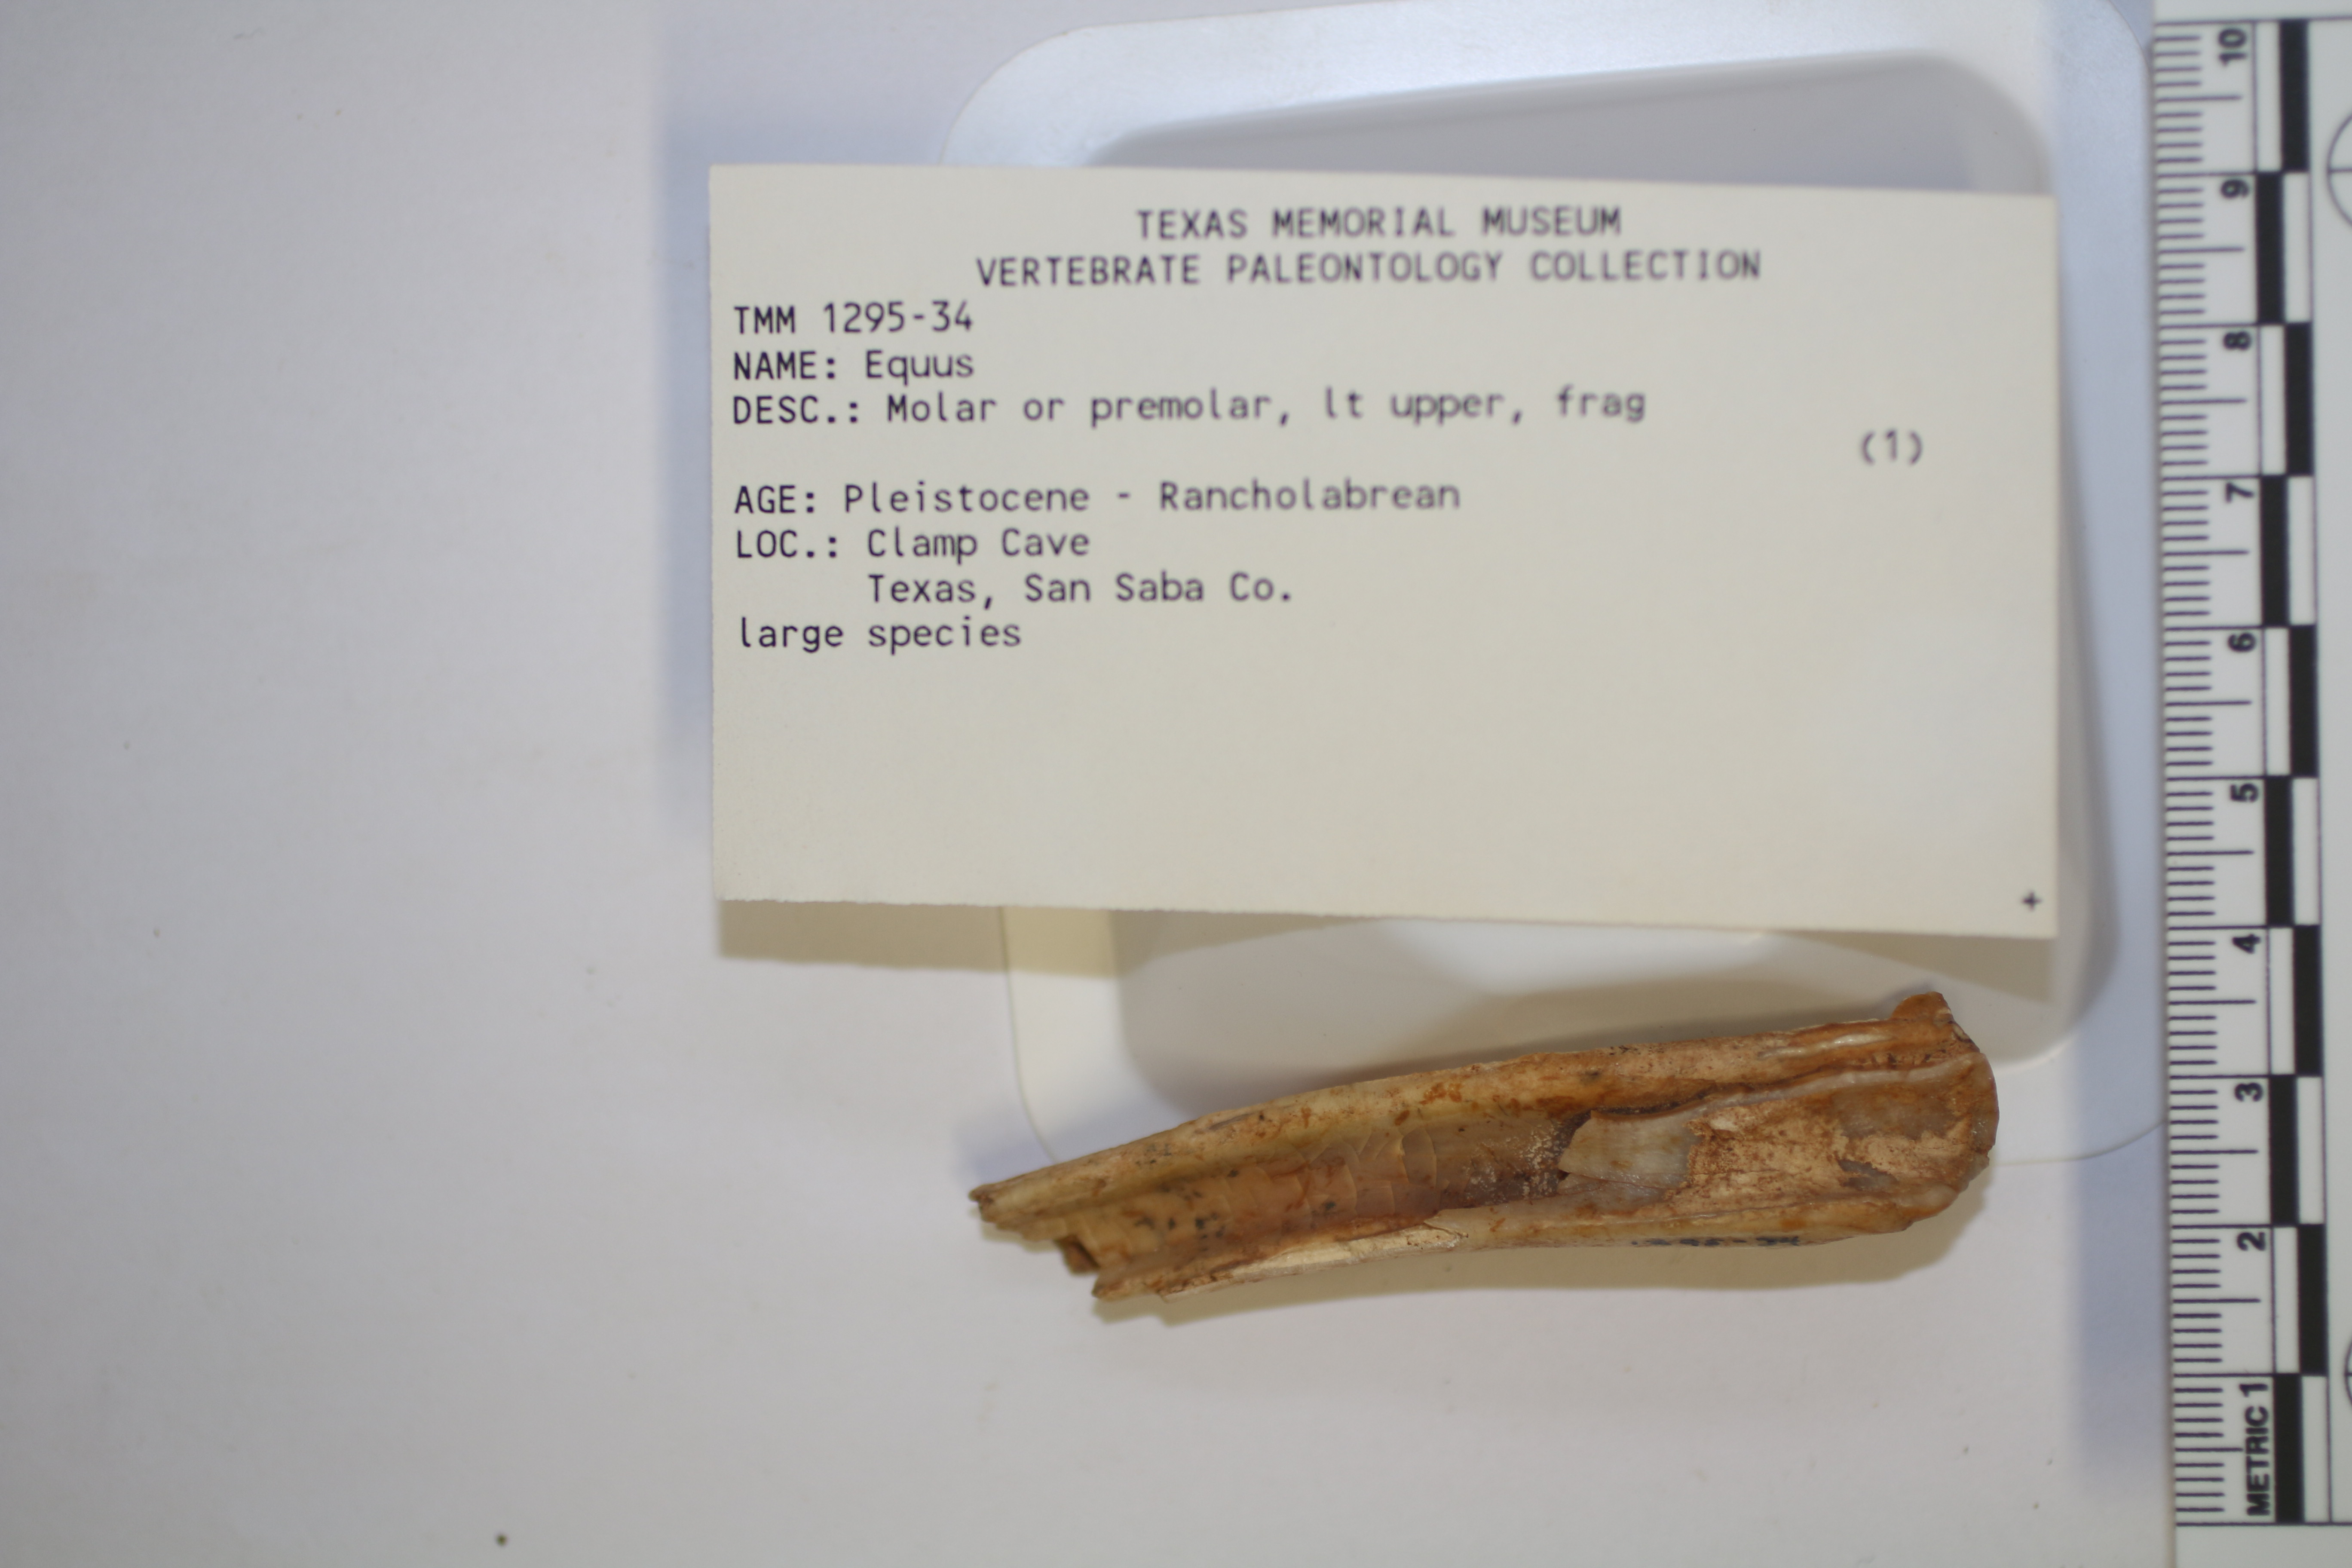 TEXAS MEMORIAL MUSEUM
VERTEBRATE PALEONTOLOGY COLLECTION
TMM 1295-34
NAME: Equus
DESC.: Molar or premolar, lt upper, frag
(1)
AGE: Pleistocene - Rancholabrean
LOC.: Clamp Cave
Texas, San Saba Co.
large species
+
METRIC 1 2 3 4 5 6 7 8 9 10